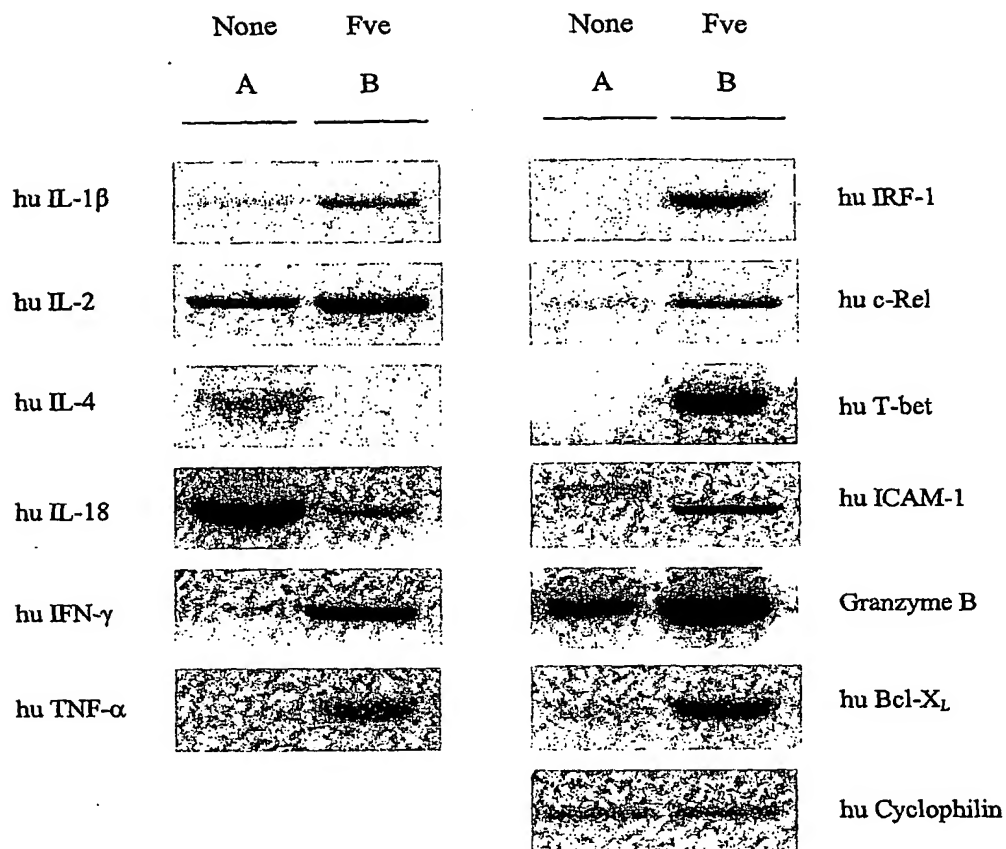 None Fve
A B
hu IL-1β
hu IL-2
hu IL-4
hu IL-18
hu IFN-γ
hu TNF-α
None Fve
A B
hu IRF-1
hu c-Rel
hu T-bet
hu ICAM-1
Granzyme B
hu Bcl-X_L
hu Cyclophilin